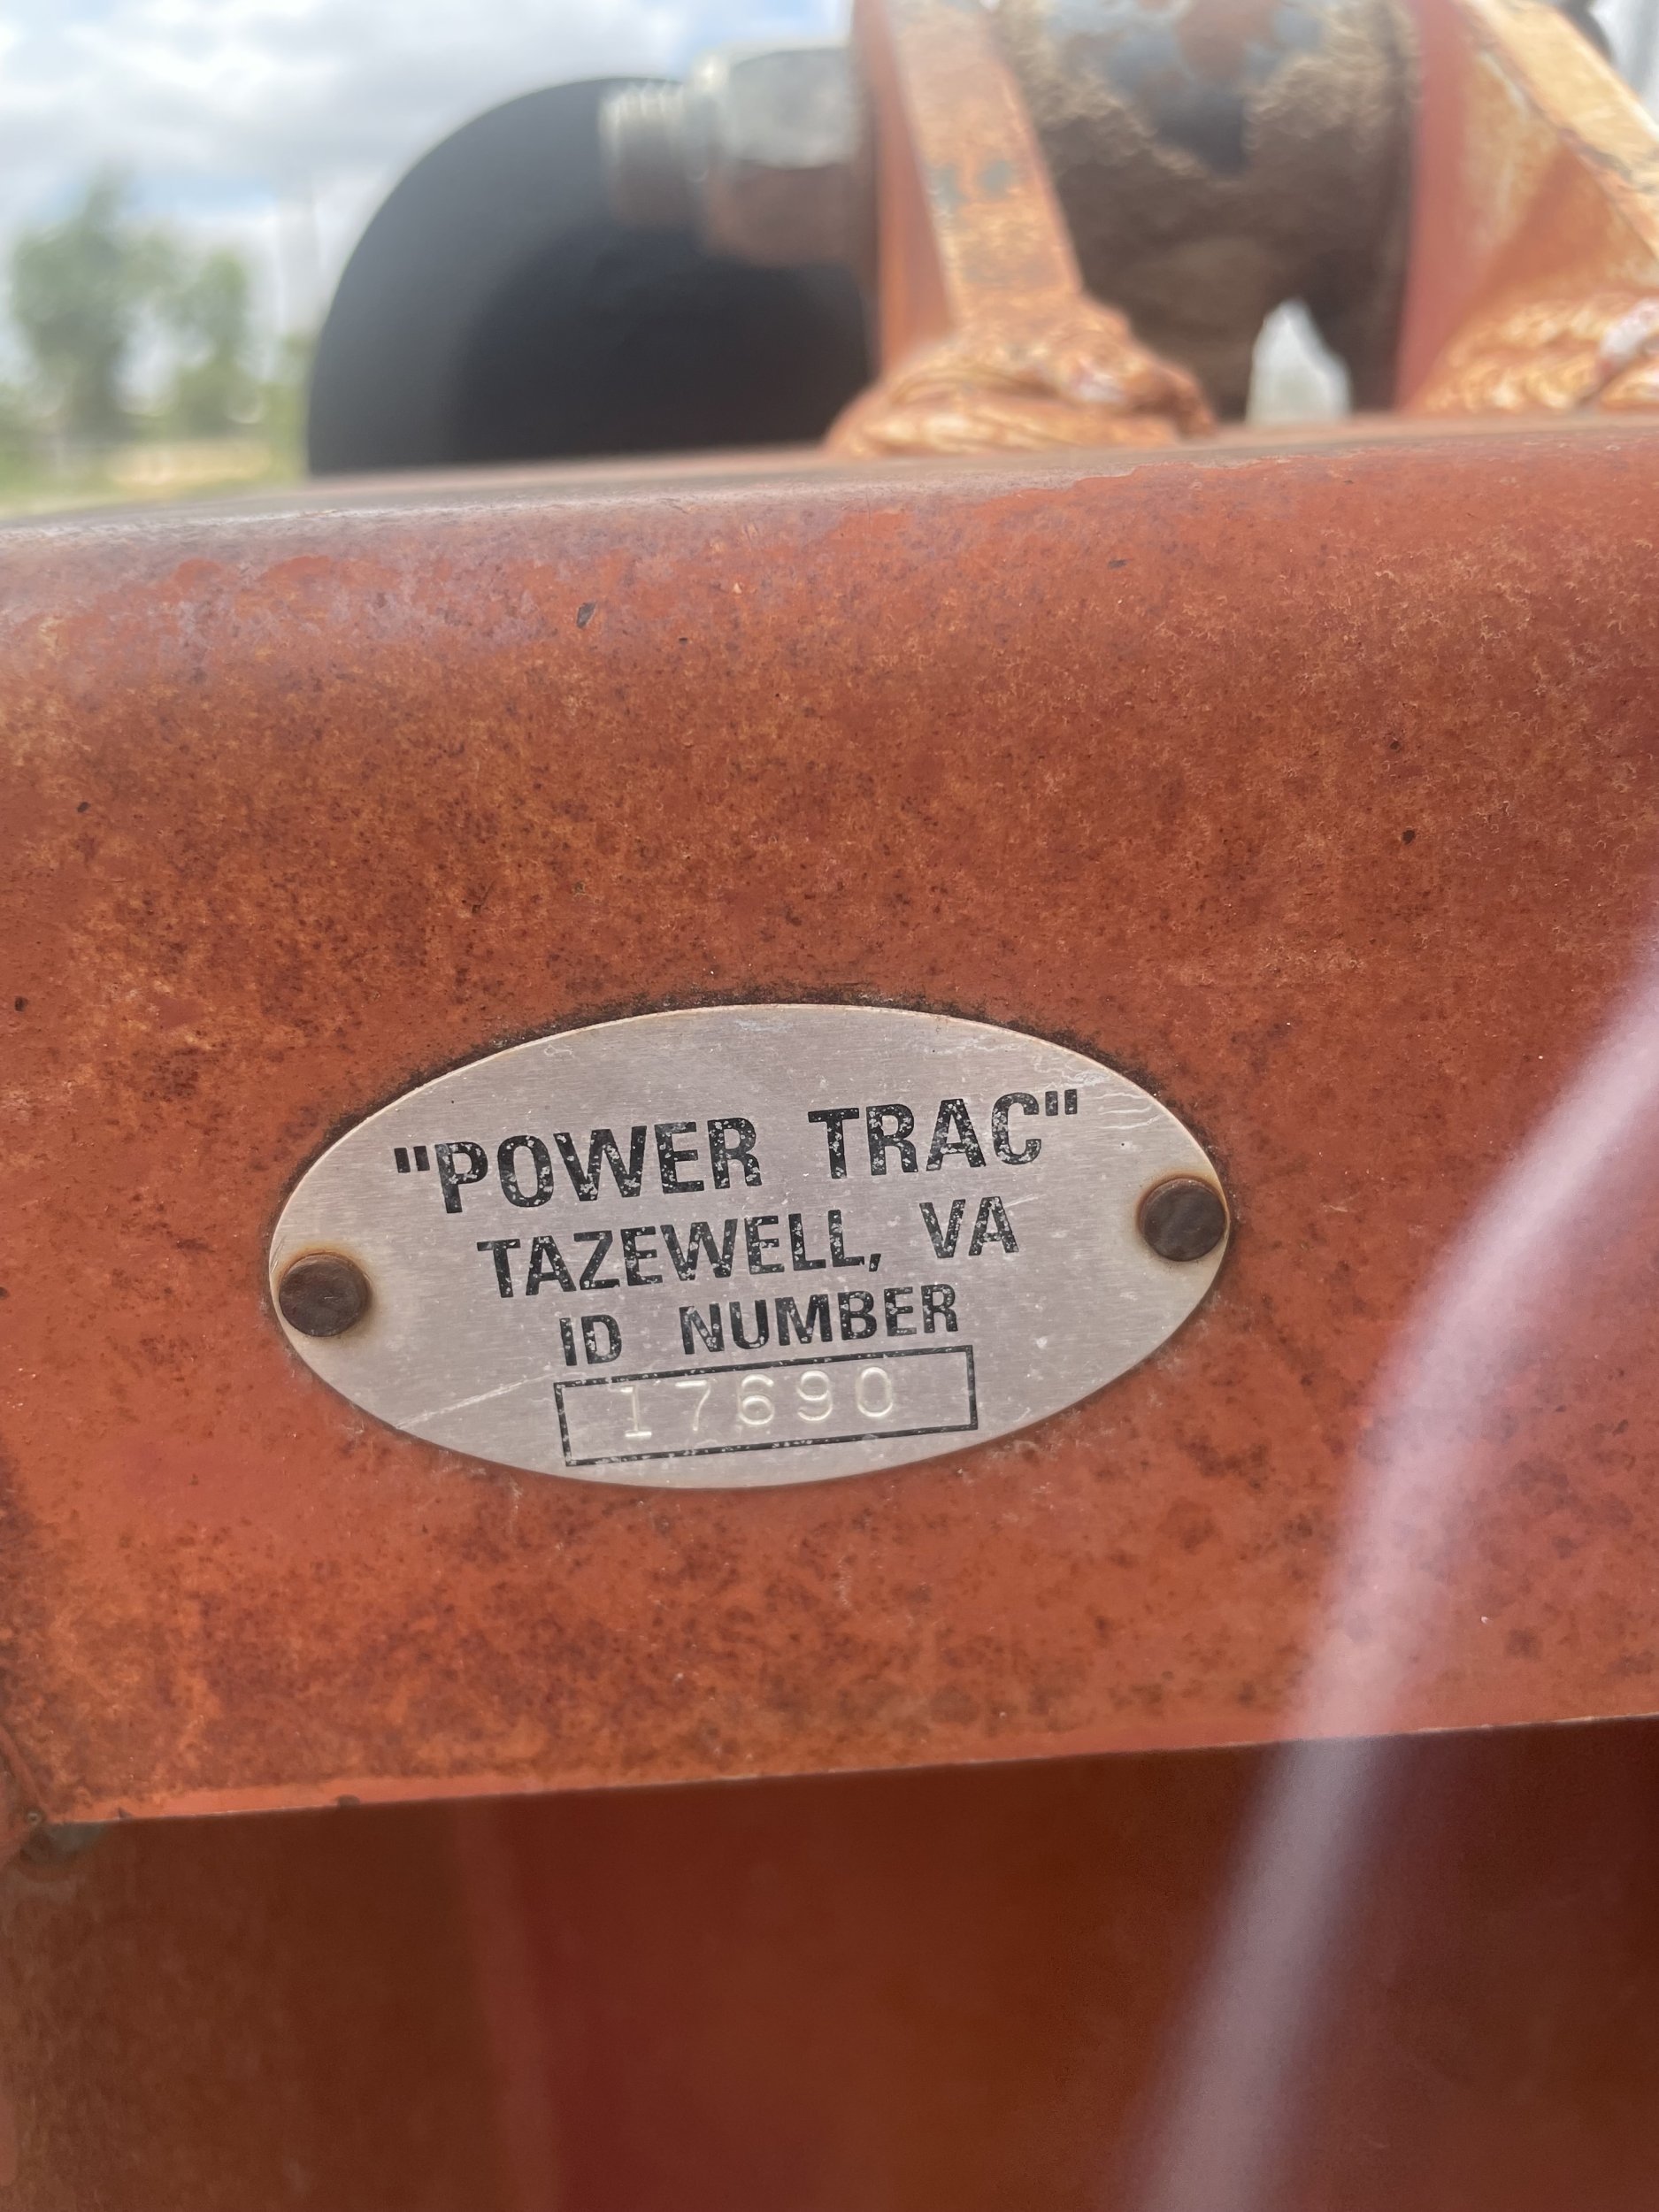 "POWER TRAC"
TAZEWELL, VA
ID NUMBER
17690